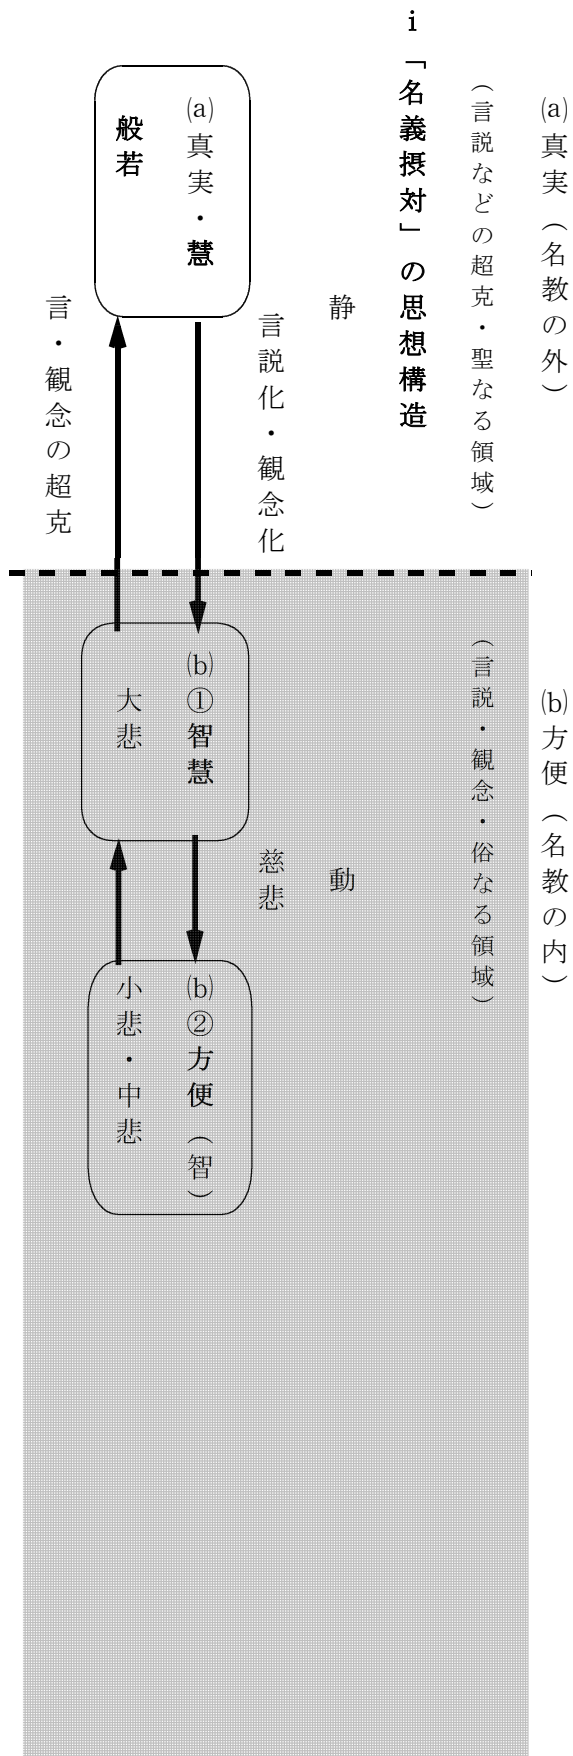 (a)真実（名教の外）
(b)方便（名教の内）
（言説などの超克・聖なる領域）
（言説・観念・俗なる領域）
ⅰ「名義摂対」の思想構造
静
動
言説化・観念化
慈悲
(a)真実・慧
般若
(b)①智慧
大悲
(b)②方便（智）
小悲・中悲
言・観念の超克